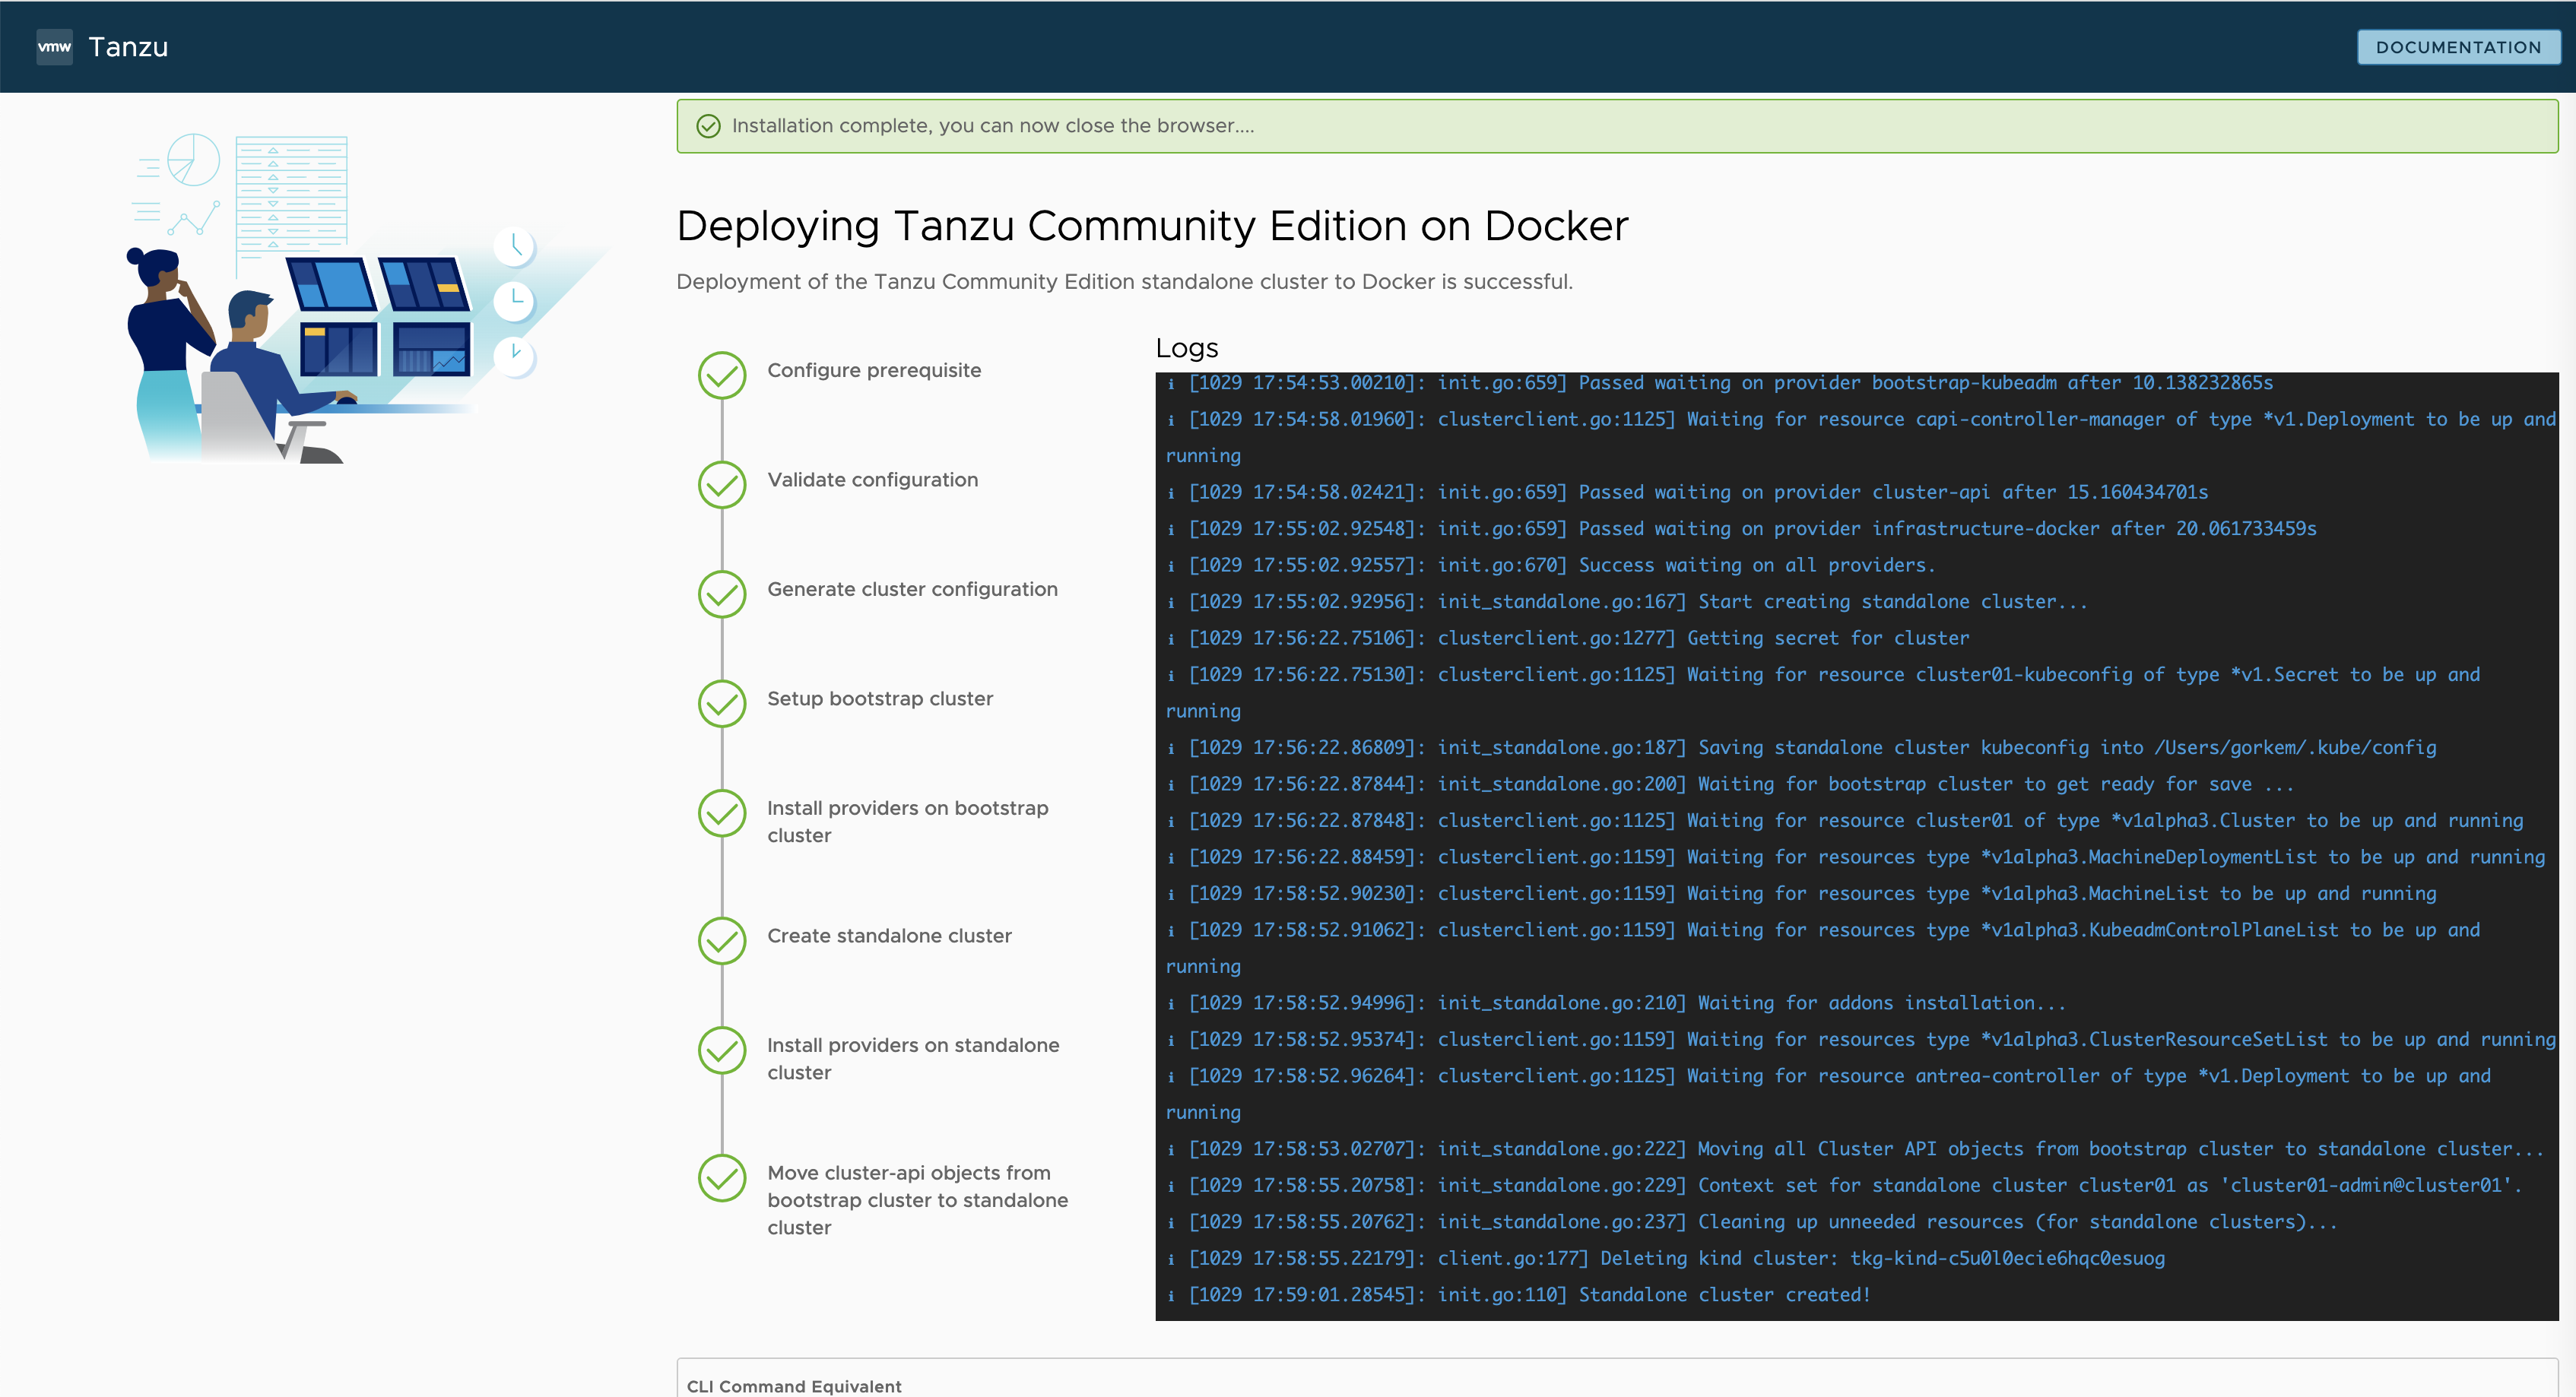 vmw Tanzu
DOCUMENTATION
Installation complete, you can now close the browser....
Deploying Tanzu Community Edition on Docker
Deployment of the Tanzu Community Edition standalone cluster to Docker is successful.
Configure prerequisite
Validate configuration
Generate cluster configuration
Setup bootstrap cluster
Install providers on bootstrap
cluster
Create standalone cluster
Install providers on standalone
cluster
Move cluster-api objects from
bootstrap cluster to standalone
cluster
Logs
i [1029 17:54:53.00210]: init.go:659] Passed waiting on provider bootstrap-kubeadm after 10.138232865s
i [1029 17:54:58.01960]: clusterclient.go:1125] Waiting for resource capi-controller-manager of type *v1.Deployment to be up and
running
i [1029 17:54:58.02421]: init.go:659] Passed waiting on provider cluster-api after 15.160434701s
i [1029 17:55:02.92548]: init.go:659] Passed waiting on provider infrastructure-docker after 20.061733459s
i [1029 17:55:02.92557]: init.go:670] Success waiting on all providers.
i [1029 17:55:02.92956]: init_standalone.go:167] Start creating standalone cluster...
i [1029 17:56:22.75106]: clusterclient.go:1277] Getting secret for cluster
i [1029 17:56:22.75130]: clusterclient.go:1125] Waiting for resource cluster01-kubeconfig of type *v1.Secret to be up and
running
i [1029 17:56:22.86809]: init_standalone.go:187] Saving standalone cluster kubeconfig into /Users/gorkem/.kube/config
i [1029 17:56:22.87844]: init_standalone.go:200] Waiting for bootstrap cluster to get ready for save ...
i [1029 17:56:22.87848]: clusterclient.go:1125] Waiting for resource cluster01 of type *v1alpha3.Cluster to be up and running
i [1029 17:56:22.88459]: clusterclient.go:1159] Waiting for resources type *v1alpha3.MachineDeploymentList to be up and running
i [1029 17:58:52.90230]: clusterclient.go:1159] Waiting for resources type *v1alpha3.MachineList to be up and running
i [1029 17:58:52.91062]: clusterclient.go:1159] Waiting for resources type *v1alpha3.KubeadmControlPlaneList to be up and
running
i [1029 17:58:52.94996]: init_standalone.go:210] Waiting for addons installation...
i [1029 17:58:52.95374]: clusterclient.go:1159] Waiting for resources type *v1alpha3.ClusterResourceSetList to be up and running
i [1029 17:58:52.96264]: clusterclient.go:1125] Waiting for resource antrea-controller of type *v1.Deployment to be up and
running
i [1029 17:58:53.02707]: init_standalone.go:222] Moving all Cluster API objects from bootstrap cluster to standalone cluster...
i [1029 17:58:55.20758]: init_standalone.go:229] Context set for standalone cluster cluster01 as 'cluster01-admin@cluster01'.
i [1029 17:58:55.20762]: init_standalone.go:237] Cleaning up unneeded resources (for standalone clusters)...
i [1029 17:58:55.22179]: client.go:177] Deleting kind cluster: tkg-kind-c5u0l0ecie6hqc0esuog
i [1029 17:59:01.28545]: init.go:110] Standalone cluster created!
CLI Command Equivalent